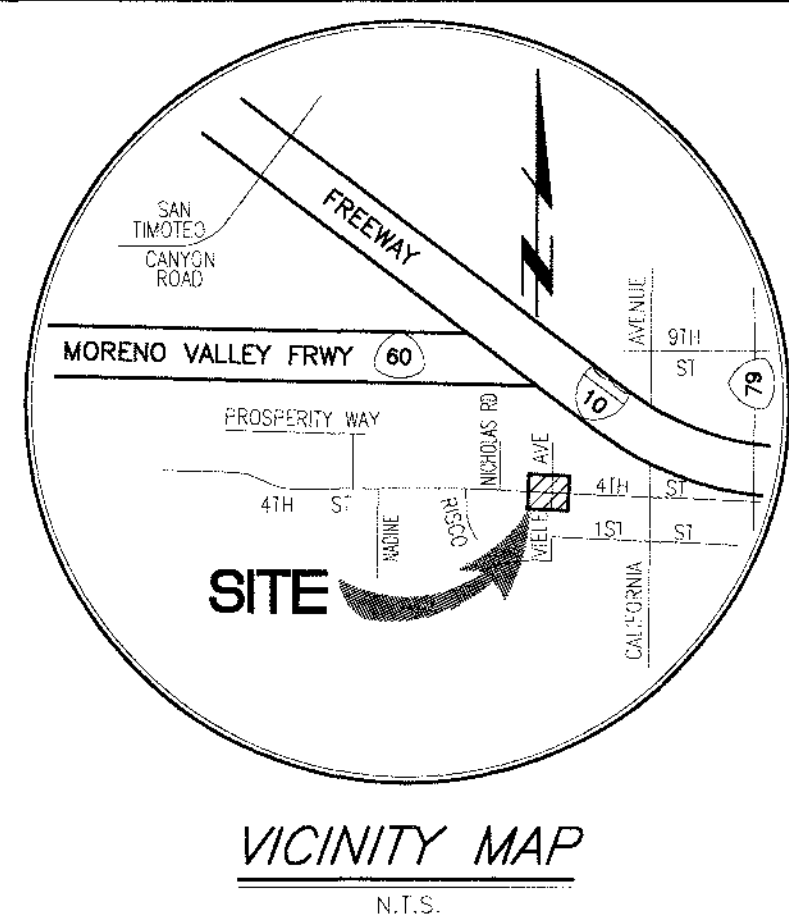 SAN
TIMOTEO
CANYON
ROAD
FREEWAY
N
AVENUE
9TH
ST
MORENO VALLEY FRWY 60
10
79
PROSPERITY WAY
NICHOLAS RD
AVE
4TH ST
4TH ST
NADINE
RISCO
VIELE
1ST ST
SITE
CALIFORNIA
VICINITY MAP
N.T.S.